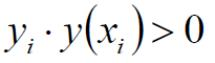 yᵢ · y(xᵢ) > 0